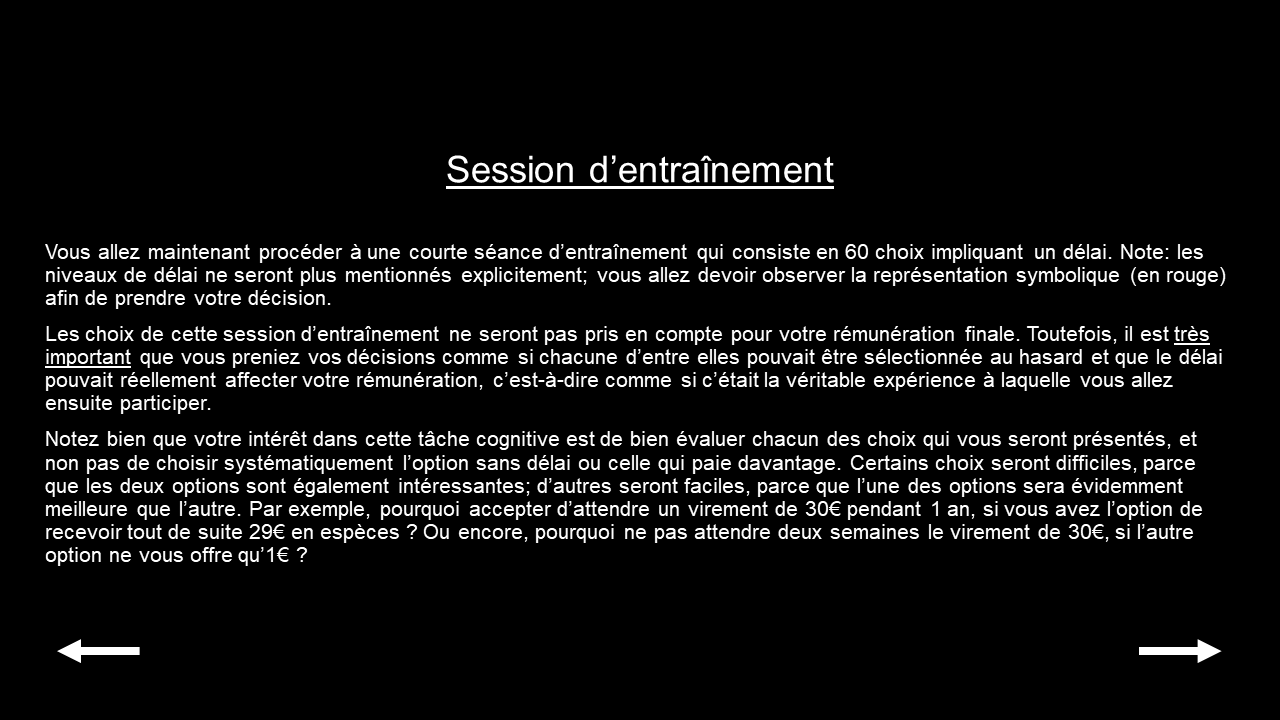 Session d’entraînement
Vous allez maintenant procéder à une courte séance d’entraînement qui consiste en 60 choix impliquant un délai. Note: les
niveaux de délai ne seront plus mentionnés explicitement; vous allez devoir observer la représentation symbolique (en rouge)
afin de prendre votre décision.
Les choix de cette session d’entraînement ne seront pas pris en compte pour votre rémunération finale. Toutefois, il est très
important que vous preniez vos décisions comme si chacune d’entre elles pouvait être sélectionnée au hasard et que le délai
pouvait réellement affecter votre rémunération, c’est-à-dire comme si c’était la véritable expérience à laquelle vous allez
ensuite participer.
Notez bien que votre intérêt dans cette tâche cognitive est de bien évaluer chacun des choix qui vous seront présentés, et
non pas de choisir systématiquement l’option sans délai ou celle qui paie davantage. Certains choix seront difficiles, parce
que les deux options sont également intéressantes; d’autres seront faciles, parce que l’une des options sera évidemment
meilleure que l’autre. Par exemple, pourquoi accepter d’attendre un virement de 30€ pendant 1 an, si vous avez l’option de
recevoir tout de suite 29€ en espèces ? Ou encore, pourquoi ne pas attendre deux semaines le virement de 30€, si l’autre
option ne vous offre qu’1€ ?